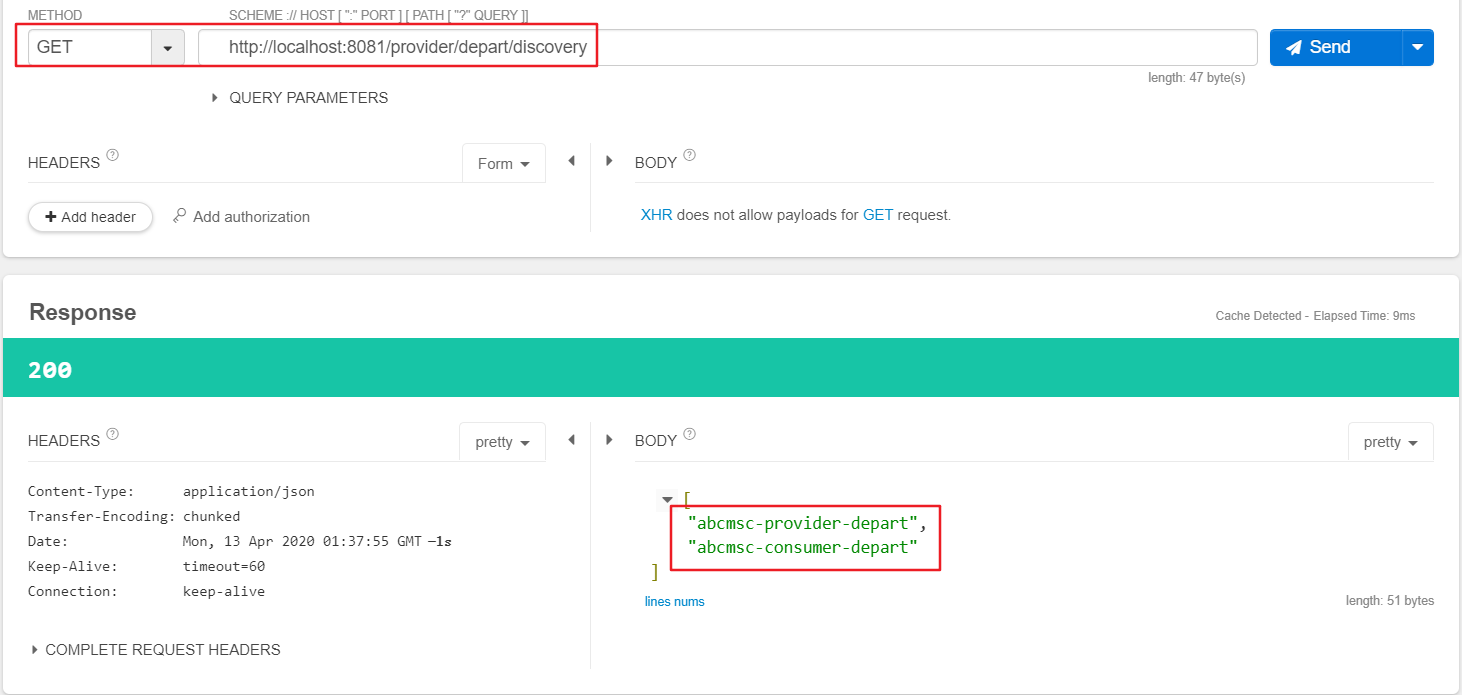 METHOD SCHEME :// HOST [ ":" PORT ] [ PATH [ "?" QUERY ]]
GET http://localhost:8081/provider/depart/discovery Send
length: 47 byte(s)
QUERY PARAMETERS
HEADERS ? Form BODY ?
Add header Add authorization XHR does not allow payloads for GET request.
Response Cache Detected - Elapsed Time: 9ms
200
HEADERS ? pretty BODY ? pretty
Content-Type: application/json [
Transfer-Encoding: chunked "abcmsc-provider-depart",
Date: Mon, 13 Apr 2020 01:37:55 GMT –1s "abcmsc-consumer-depart"
Keep-Alive: timeout=60 ]
Connection: keep-alive lines nums length: 51 bytes
COMPLETE REQUEST HEADERS